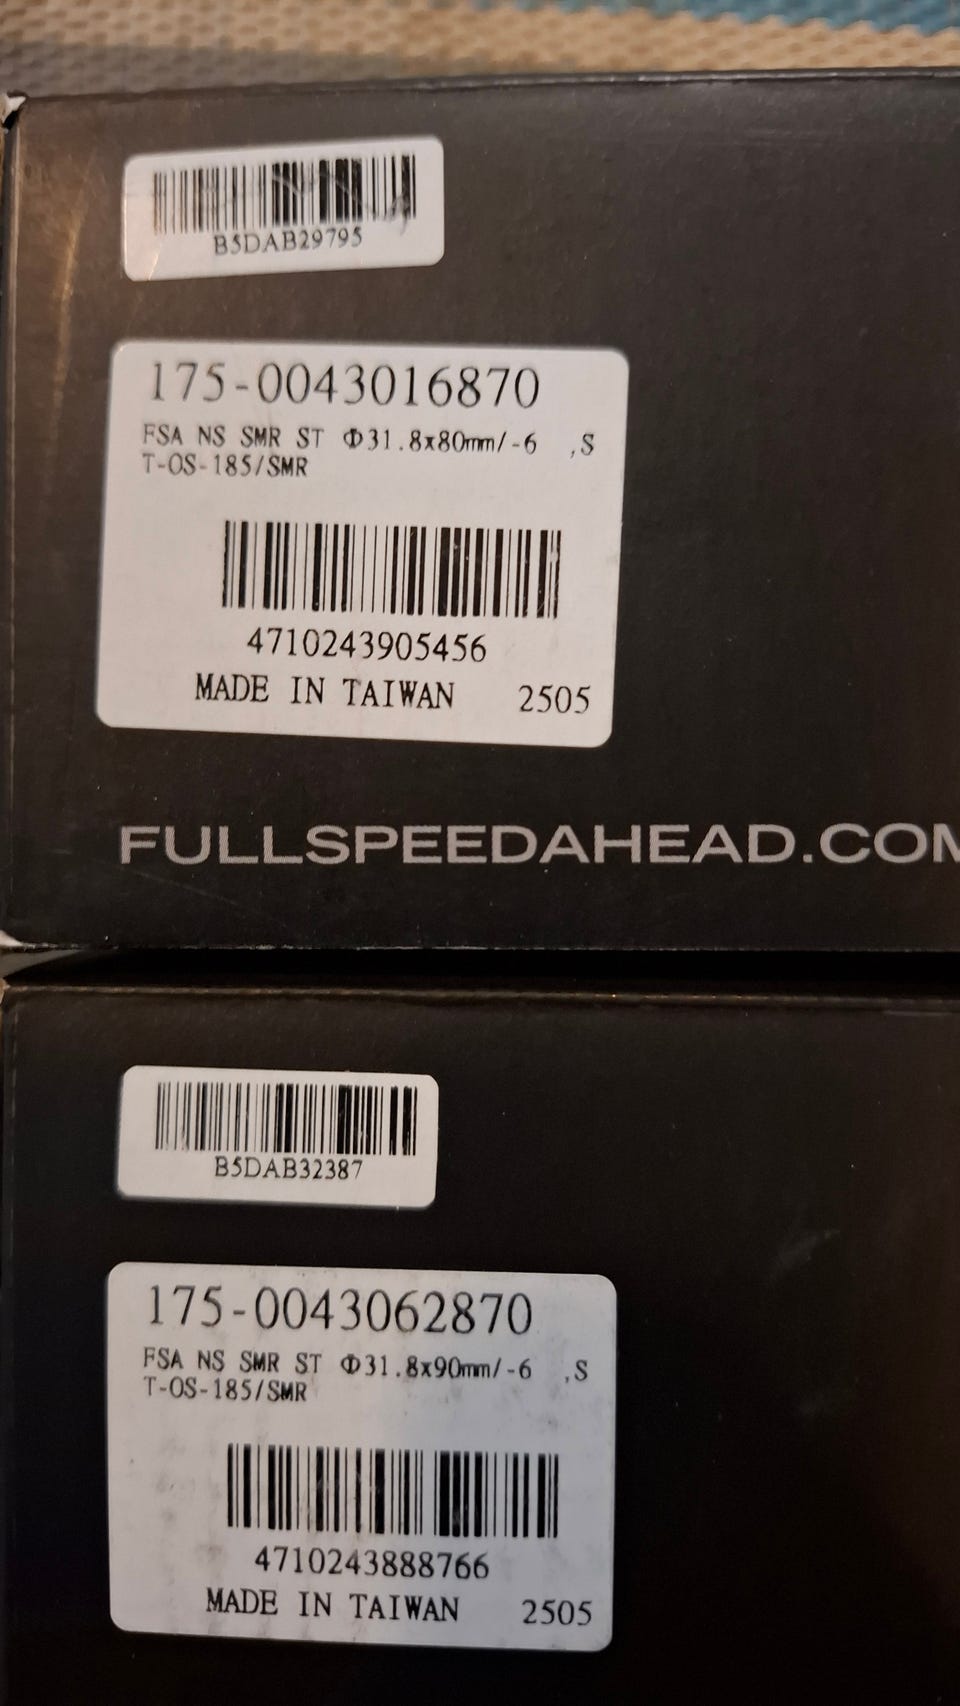 B5DAB29795
175-0043016870
FSA NS SMR ST Φ31.8x80mm/-6 ,S
T-OS-185/SMR
4710243905456
MADE IN TAIWAN 2505
FULLSPEEDAHEAD.COM
B5DAB32387
175-0043062870
FSA NS SMR ST Φ31.8x90mm/-6 ,S
T-OS-185/SMR
4710243888766
MADE IN TAIWAN 2505